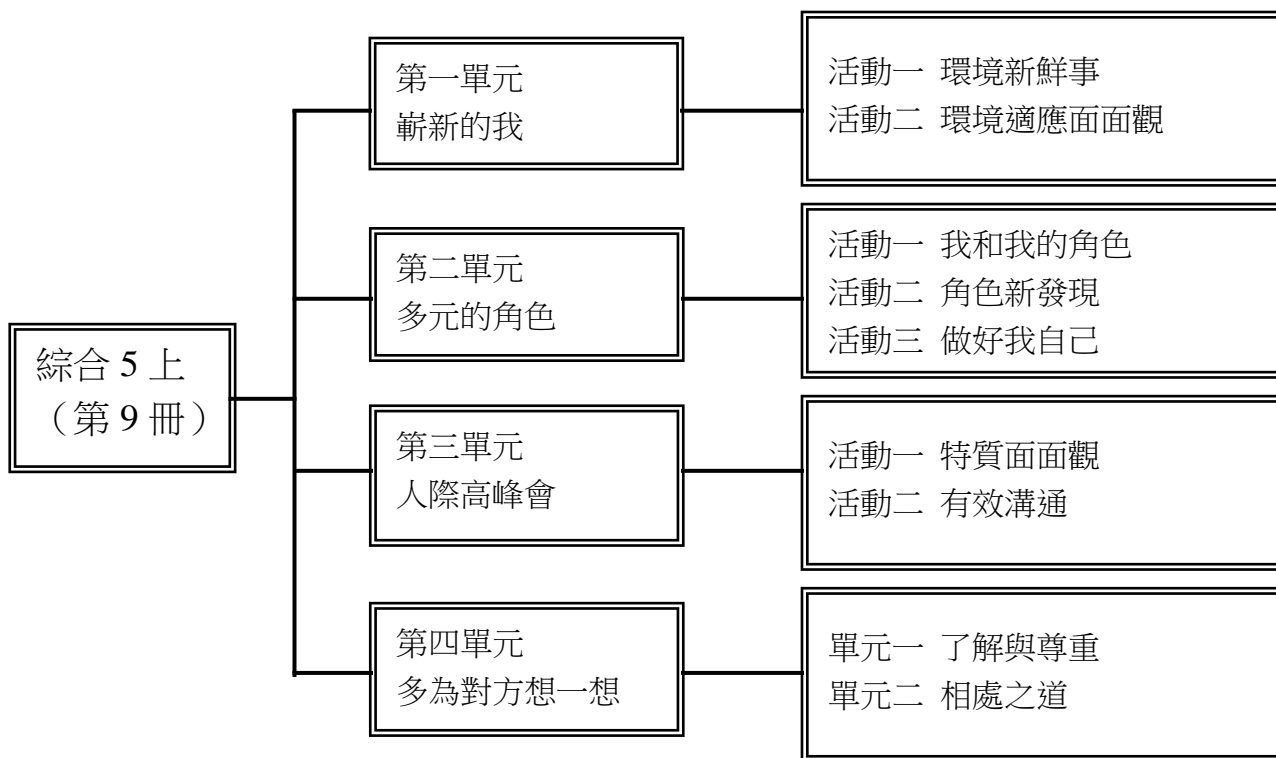 綜合 5 上
（第 9 冊）
第一單元
嶄新的我
活動一 環境新鮮事
活動二 環境適應面面觀
第二單元
多元的角色
活動一 我和我的角色
活動二 角色新發現
活動三 做好我自己
第三單元
人際高峰會
活動一 特質面面觀
活動二 有效溝通
第四單元
多為對方想一想
單元一 了解與尊重
單元二 相處之道